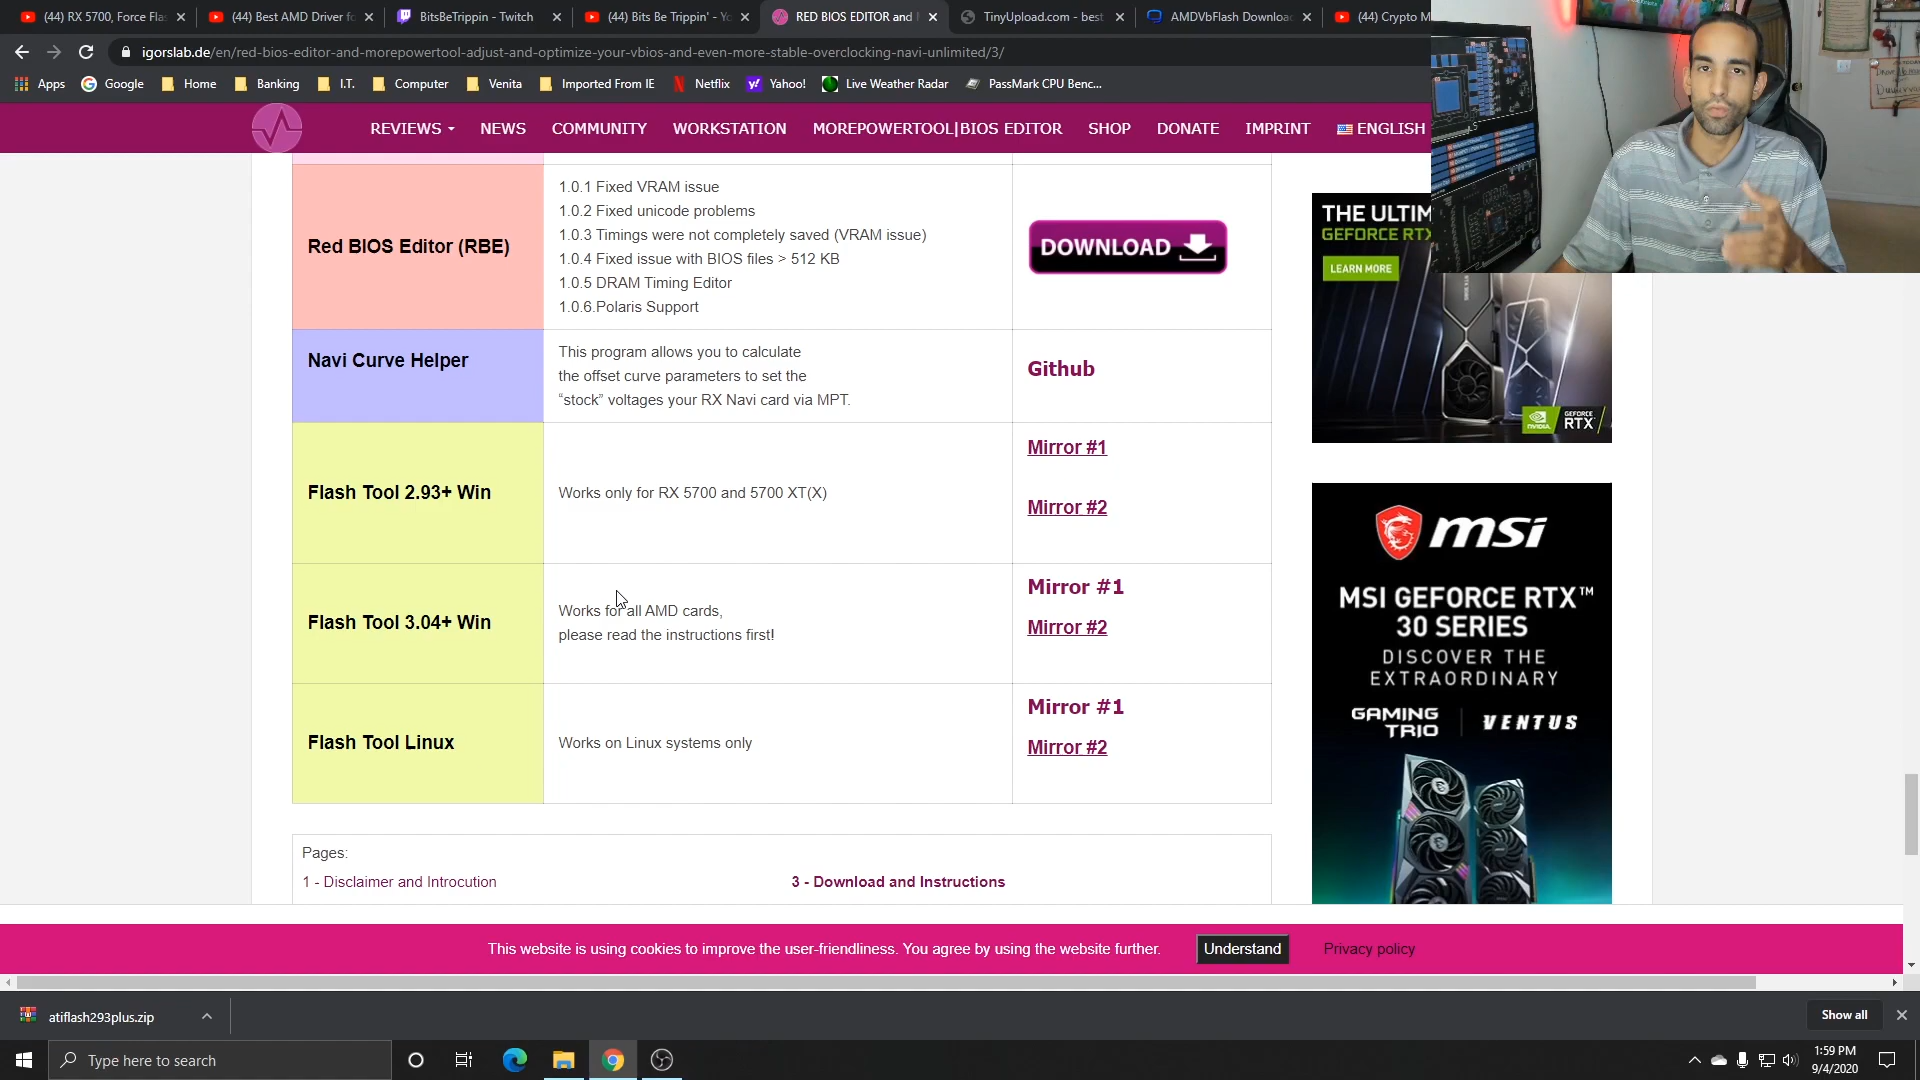 (44) RX 5700, Force Fla
(44) Best AMD Driver fo
BitsBeTrippin - Twitch
(44) Bits Be Trippin' - Yo
RED BIOS EDITOR and
TinyUpload.com - best
AMDVbFlash Download
(44) Crypto M
igorslab.de/en/red-bios-editor-and-morepowertool-adjust-and-optimize-your-vbios-and-even-more-stable-overclocking-navi-unlimited/3/
Apps
Google
Home
Banking
I.T.
Computer
Venita
Imported From IE
Netflix
Yahoo!
Live Weather Radar
PassMark CPU Benc...
REVIEWS
NEWS
COMMUNITY
WORKSTATION
MOREPOWERTOOL|BIOS EDITOR
SHOP
DONATE
IMPRINT
ENGLISH
Red BIOS Editor (RBE)
1.0.1 Fixed VRAM issue
1.0.2 Fixed unicode problems
1.0.3 Timings were not completely saved (VRAM issue)
1.0.4 Fixed issue with BIOS files > 512 KB
1.0.5 DRAM Timing Editor
1.0.6.Polaris Support
DOWNLOAD
Navi Curve Helper
This program allows you to calculate
the offset curve parameters to set the
“stock” voltages your RX Navi card via MPT.
Github
Flash Tool 2.93+ Win
Works only for RX 5700 and 5700 XT(X)
Mirror #1
Mirror #2
Flash Tool 3.04+ Win
Works for all AMD cards,
please read the instructions first!
Mirror #1
Mirror #2
Flash Tool Linux
Works on Linux systems only
Mirror #1
Mirror #2
Pages:
1 - Disclaimer and Introcution
3 - Download and Instructions
THE ULTIM
GEFORCE RTX
LEARN MORE
NVIDIA
GEFORCE
RTX
msi
MSI GEFORCE RTX™
30 SERIES
DISCOVER THE
EXTRAORDINARY
GAMING
TRIO
VENTUS
This website is using cookies to improve the user-friendliness. You agree by using the website further.
Understand
Privacy policy
atiflash293plus.zip
Show all
Type here to search
1:59 PM
9/4/2020